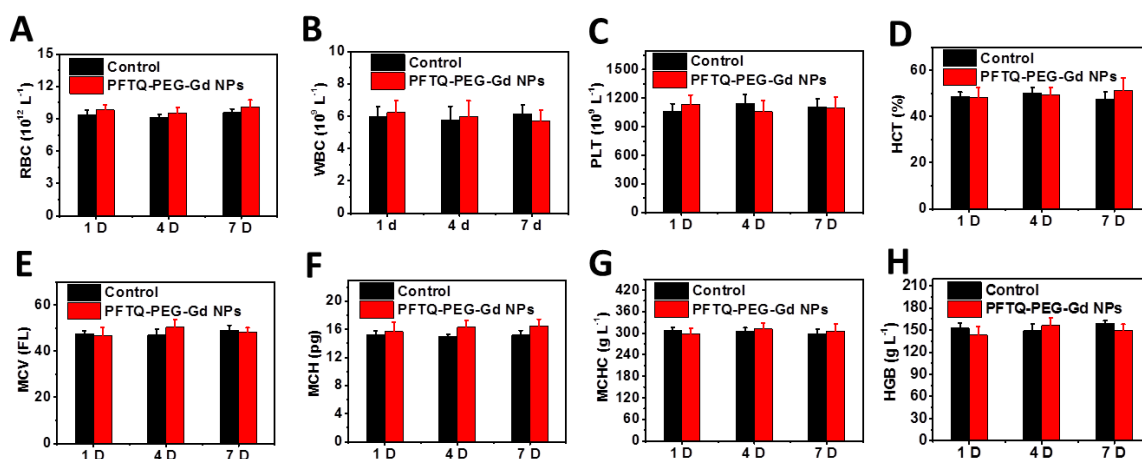 A
RBC (10¹² L⁻¹)
15
12
9
6
3
0
Control
PFTQ-PEG-Gd NPs
1 D 4 D 7 D
B
WBC (10⁹ L⁻¹)
10
8
6
4
2
0
Control
PFTQ-PEG-Gd NPs
1 d 4 d 7 d
C
PLT (10⁹ L⁻¹)
1500
1200
900
600
300
0
Control
PFTQ-PEG-Gd NPs
1 D 4 D 7 D
D
HCT (%)
60
40
20
0
Control
PFTQ-PEG-Gd NPs
1 D 4 D 7 D
E
MCV (FL)
60
40
20
0
Control
PFTQ-PEG-Gd NPs
1 D 4 D 7 D
F
MCH (pg)
20
16
12
8
4
0
Control
PFTQ-PEG-Gd NPs
1 D 4 D 7 D
G
MCHC (g L⁻¹)
420
360
300
240
180
120
60
0
Control
PFTQ-PEG-Gd NPs
1 D 4 D 7 D
H
HGB (g L⁻¹)
210
180
150
120
90
60
30
0
Control
PFTQ-PEG-Gd NPs
1 D 4 D 7 D